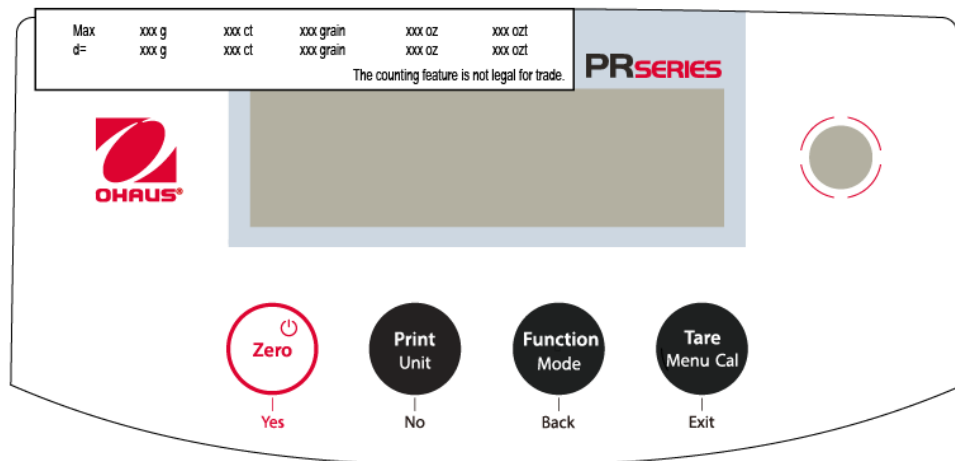 Max xxx g xxx ct xxx grain xxx oz xxx ozt
d= xxx g xxx ct xxx grain xxx oz xxx ozt
The counting feature is not legal for trade.
PRSERIES
OHAUS®
Zero Print Function Tare
Unit Mode Menu Cal
Yes No Back Exit